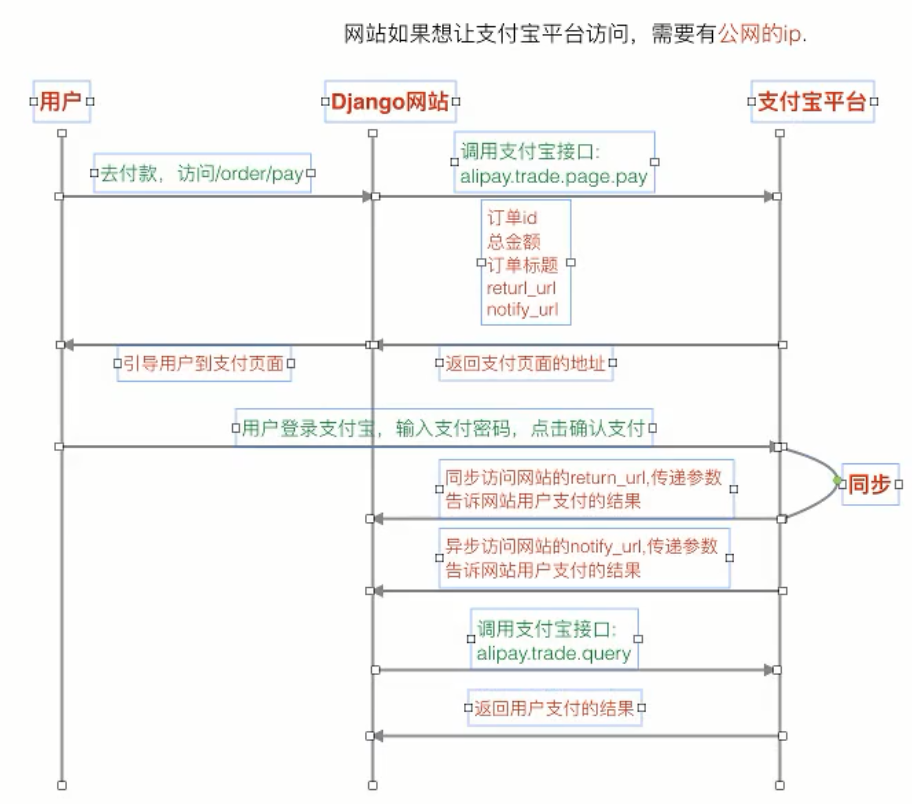 网站如果想让支付宝平台访问，需要有公网的ip.
用户
Django网站
支付宝平台
去付款，访问/order/pay
调用支付宝接口:
alipay.trade.page.pay
订单id
总金额
订单标题
returl_url
notify_url
引导用户到支付页面
返回支付页面的地址
用户登录支付宝，输入支付密码，点击确认支付
同步访问网站的return_url,传递参数
告诉网站用户支付的结果
同步
异步访问网站的notify_url,传递参数
告诉网站用户支付的结果
调用支付宝接口:
alipay.trade.query
返回用户支付的结果